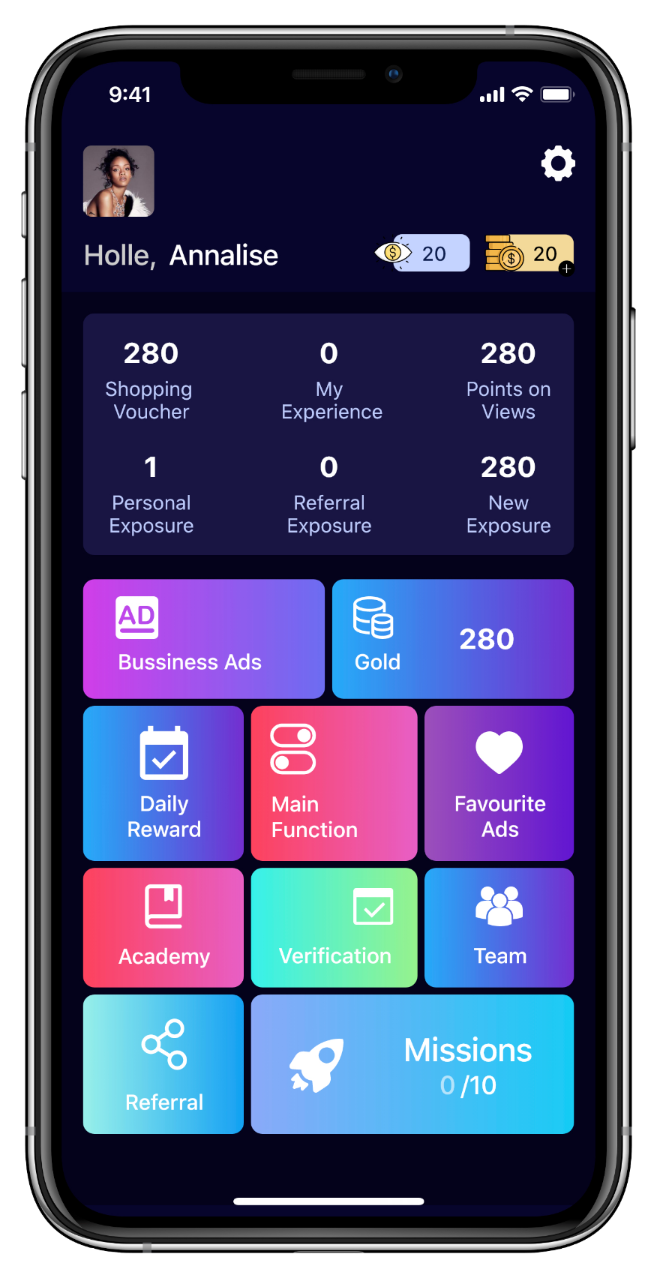 9:41
Holle, Annalise
20
20
280
0
280
Shopping
Voucher
My
Experience
Points on
Views
1
0
280
Personal
Exposure
Referral
Exposure
New
Exposure
AD
Bussiness Ads
Gold
280
Daily
Reward
Main
Function
Favourite
Ads
Academy
Verification
Team
Referral
Missions
0/10